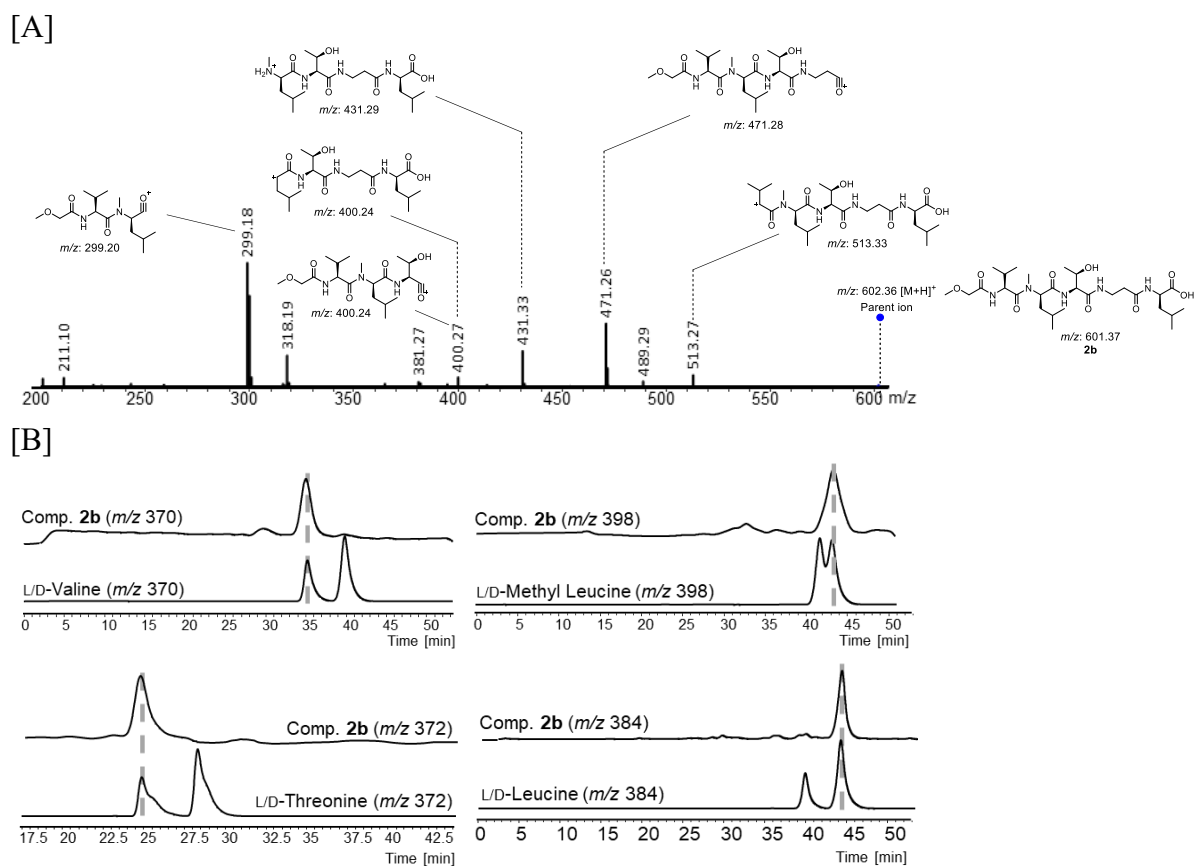 [A]
m/z: 431.29
m/z: 471.28
m/z: 400.24
m/z: 299.20
m/z: 513.33
m/z: 400.24
m/z: 602.36 [M+H]+
Parent ion
m/z: 601.37
2b
211.10
299.18
318.19
381.27
400.27
431.33
471.26
489.29
513.27
200 300 350 400 450 500 550 600 m/z
[B]
Comp. 2b (m/z 370)
L/D-Valine (m/z 370)
0 5 10 15 20 25 30 35 40 45 50
Time [min]
Comp. 2b (m/z 398)
L/D-Methyl Leucine (m/z 398)
0 5 10 15 20 25 30 35 40 45 50
Time [min]
Comp. 2b (m/z 372)
L/D-Threonine (m/z 372)
17.5 20 22.5 25 27.5 30 32.5 35 37.5 40 42.5
Time [min]
Comp. 2b (m/z 384)
L/D-Leucine (m/z 384)
0 5 10 15 20 25 30 35 40 45 50
Time [min]